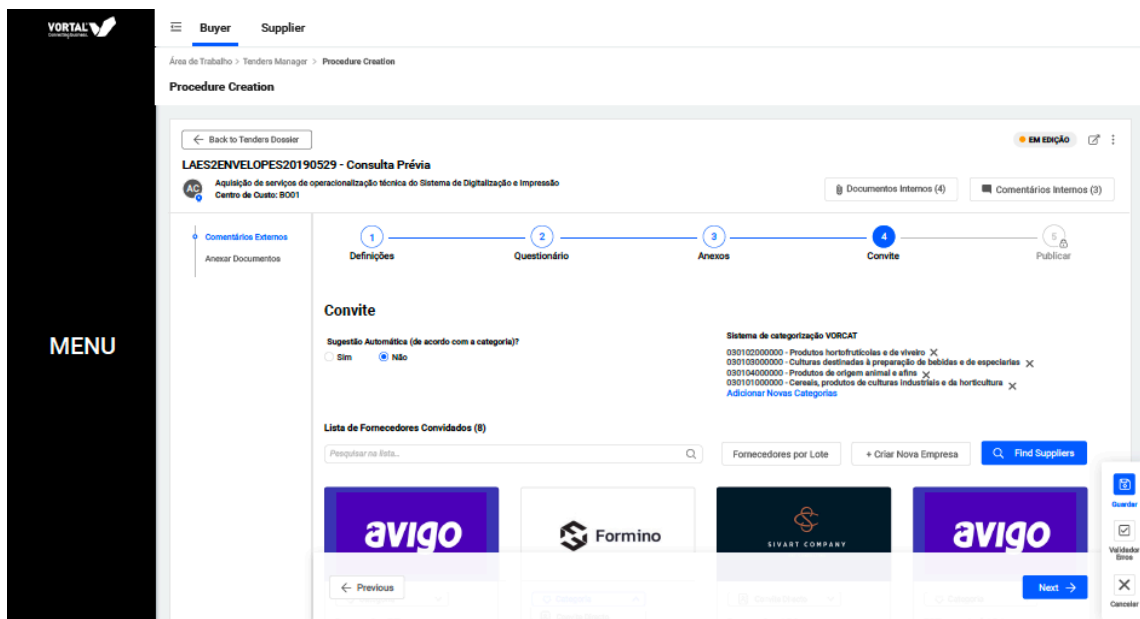 VORTAL
Connecting business.
Buyer Supplier
Área de Trabalho > Tenders Manager > Procedure Creation
Procedure Creation
Back to Tenders Dossier
EM EDIÇÃO
LAES2ENVELOPES20190529 - Consulta Prévia
AC
Aquisição de serviços de operacionalização técnica do Sistema de Digitalização e Impressão
Centro de Custo: BO01
Documentos Internos (4)
Comentários Internos (3)
Comentários Externos
Anexar Documentos
1 2 3 4 5
Definições Questionário Anexos Convite Publicar
MENU
Convite
Sugestão Automática (de acordo com a categoria)?
Sim Não
Sistema de categorização VORCAT
030102000000 - Produtos hortofrutícolas e de viveiro
030103000000 - Culturas destinadas à preparação de bebidas e de especiarias
030104000000 - Produtos de origem animal e afins
030101000000 - Cereais, produtos de culturas industriais e da horticultura
Adicionar Novas Categorias
Lista de Fornecedores Convidados (8)
Pesquisar na lista...
Fornecedores por Lote
+ Criar Nova Empresa
Find Suppliers
avigo
Formino
SIVART COMPANY
avigo
Guardar
Validedor
Erros
Cancelar
Previous
Next